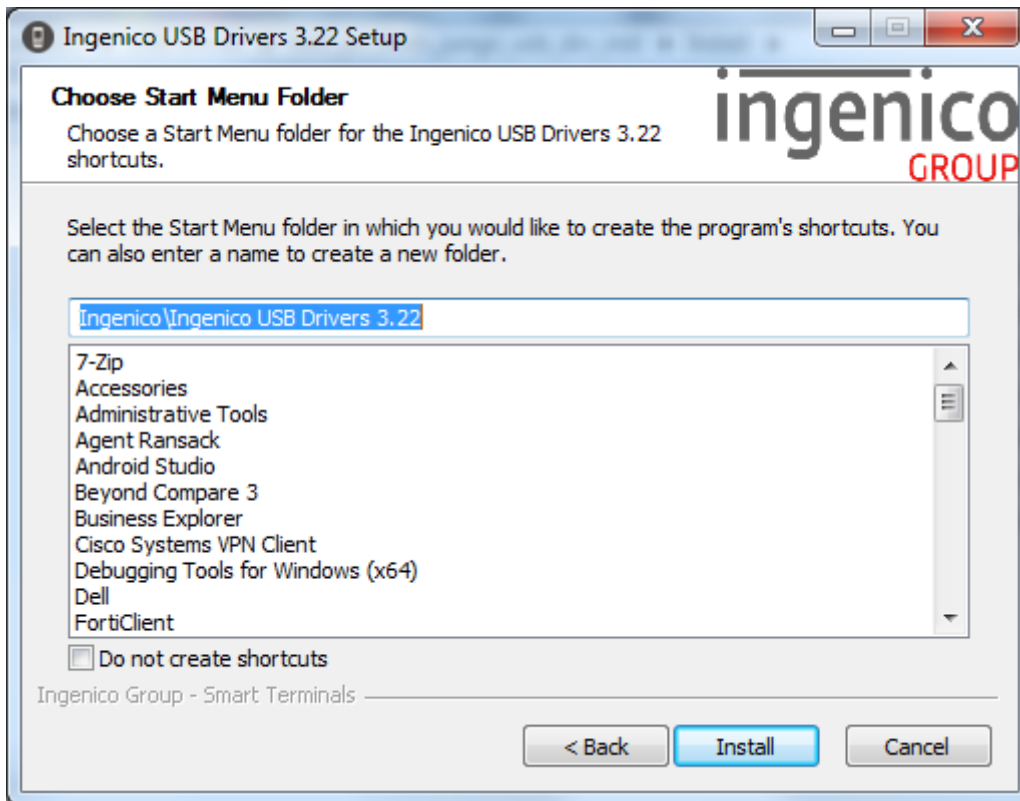 Ingenico USB Drivers 3.22 Setup
Choose Start Menu Folder
Choose a Start Menu folder for the Ingenico USB Drivers 3.22
shortcuts.
ingenico
GROUP
Select the Start Menu folder in which you would like to create the program's shortcuts. You
can also enter a name to create a new folder.
Ingenico\Ingenico USB Drivers 3.22
7-Zip
Accessories
Administrative Tools
Agent Ransack
Android Studio
Beyond Compare 3
Business Explorer
Cisco Systems VPN Client
Debugging Tools for Windows (x64)
Dell
FortiClient
Do not create shortcuts
Ingenico Group - Smart Terminals
< Back
Install
Cancel